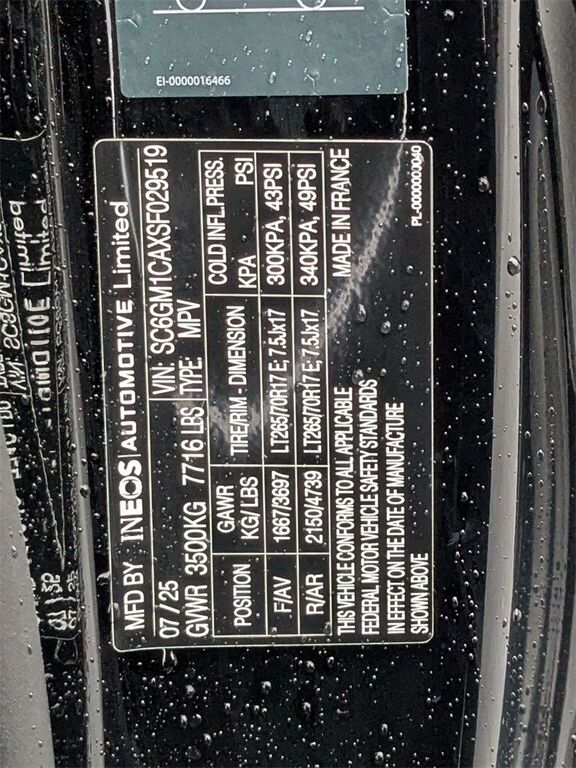 EI-0000016466
MFD BY INEOS AUTOMOTIVE Limited
07 / 25 VIN: SC6GM1CAXSF029519
GVWR 3500KG 7716 LBS TYPE: MPV
POSITION GAWR KG/LBS TIRE/RIM - DIMENSION COLD INFL. PRESS. KPA PSI
F/AV 1667/3697 LT265/70R17 E; 7.5Jx17 300KPA, 43PSI
R/AR 2150/4739 LT265/70R17 E; 7.5Jx17 340KPA, 49PSI
THIS VEHICLE CONFORMS TO ALL APPLICABLE MADE IN FRANCE
FEDERAL MOTOR VEHICLE SAFETY STANDARDS
IN EFFECT ON THE DATE OF MANUFACTURE
SHOWN ABOVE PL-0000003040